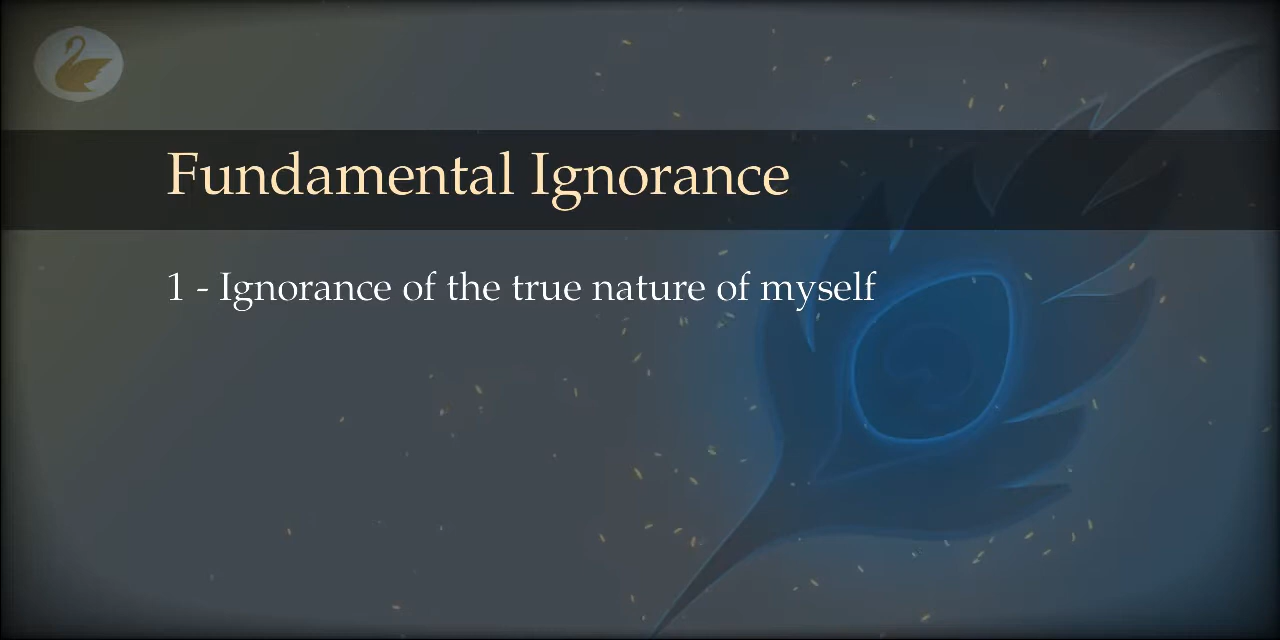 Fundamental Ignorance
1 - Ignorance of the true nature of myself